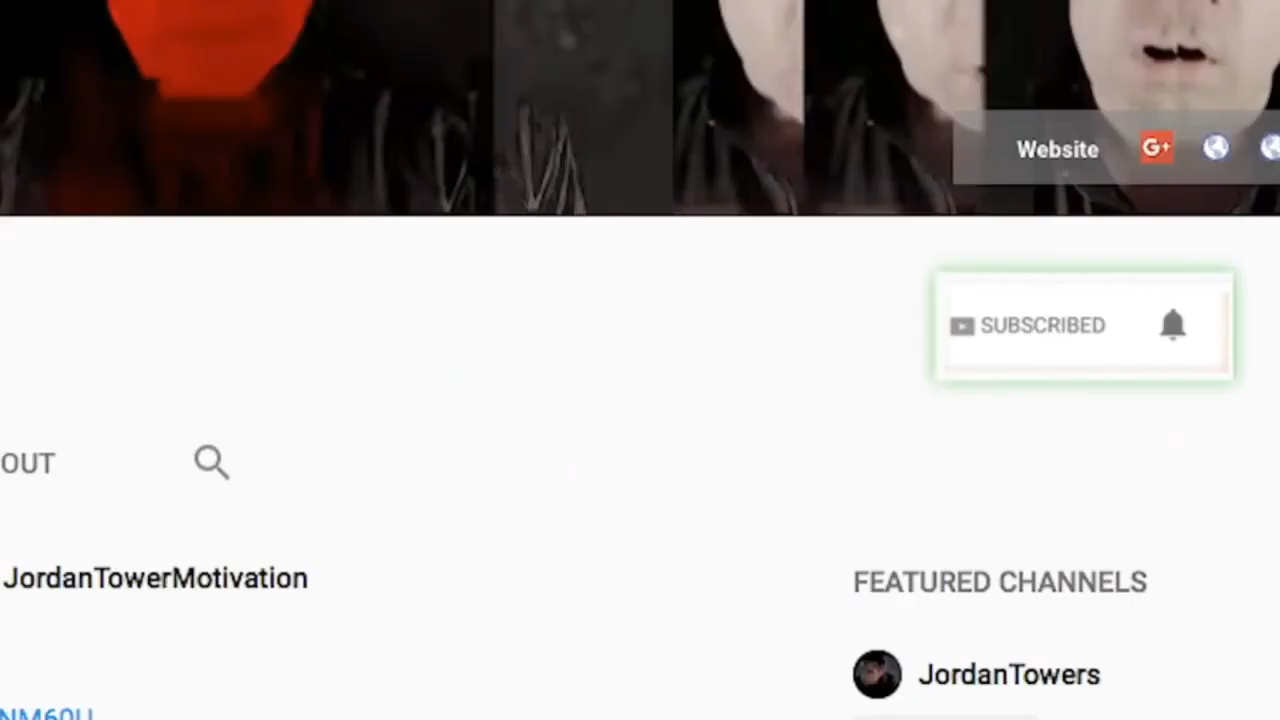 Website G+
SUBSCRIBED
OUT
JordanTowerMotivation
FEATURED CHANNELS
JordanTowers